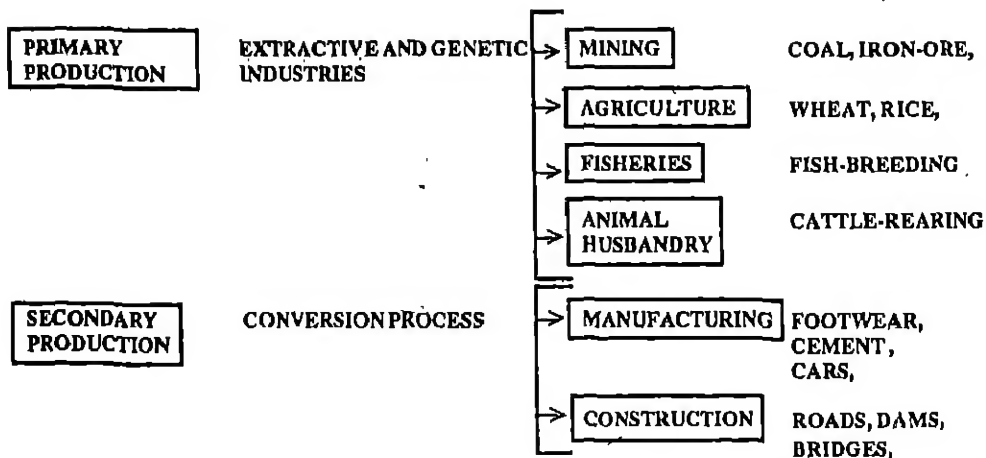 PRIMARY
PRODUCTION
EXTRACTIVE AND GENETIC
INDUSTRIES
MINING
COAL, IRON-ORE,
AGRICULTURE
WHEAT, RICE,
FISHERIES
FISH-BREEDING
ANIMAL
HUSBANDRY
CATTLE-REARING
SECONDARY
PRODUCTION
CONVERSION PROCESS
MANUFACTURING
FOOTWEAR,
CEMENT,
CARS,
CONSTRUCTION
ROADS, DAMS,
BRIDGES,